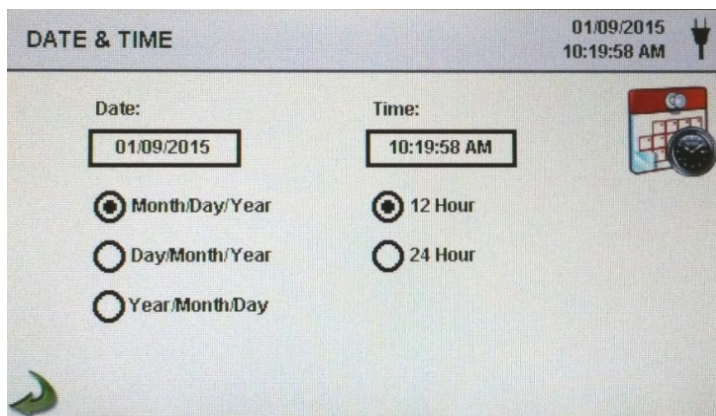 DATE & TIME
01/09/2015
10:19:58 AM
Date:
01/09/2015
Month/Day/Year
Day/Month/Year
Year/Month/Day
Time:
10:19:58 AM
12 Hour
24 Hour